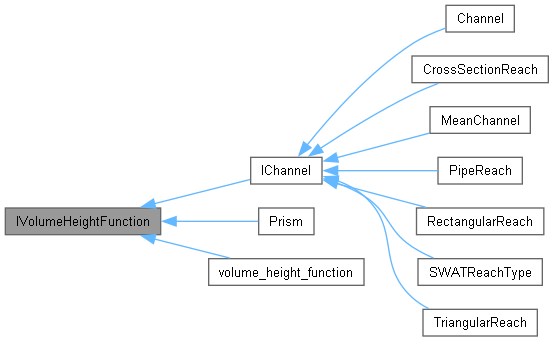 Channel
CrossSectionReach
MeanChannel
IChannel
PipeReach
IVolumeHeightFunction
Prism
RectangularReach
volume_height_function
SWATReachType
TriangularReach